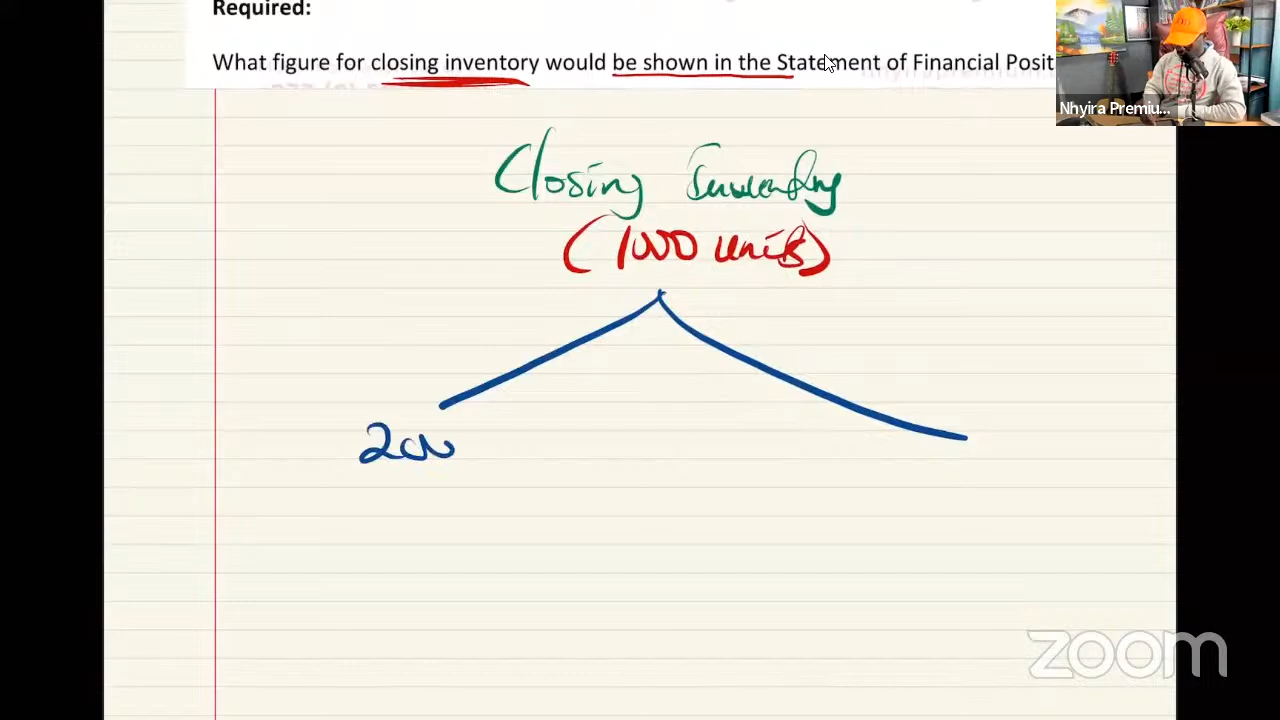 Required:
What figure for closing inventory would be shown in the Statement of Financial Posit
Nhyira Premiu...
Closing Inventory
(1000 units)
200
zoom